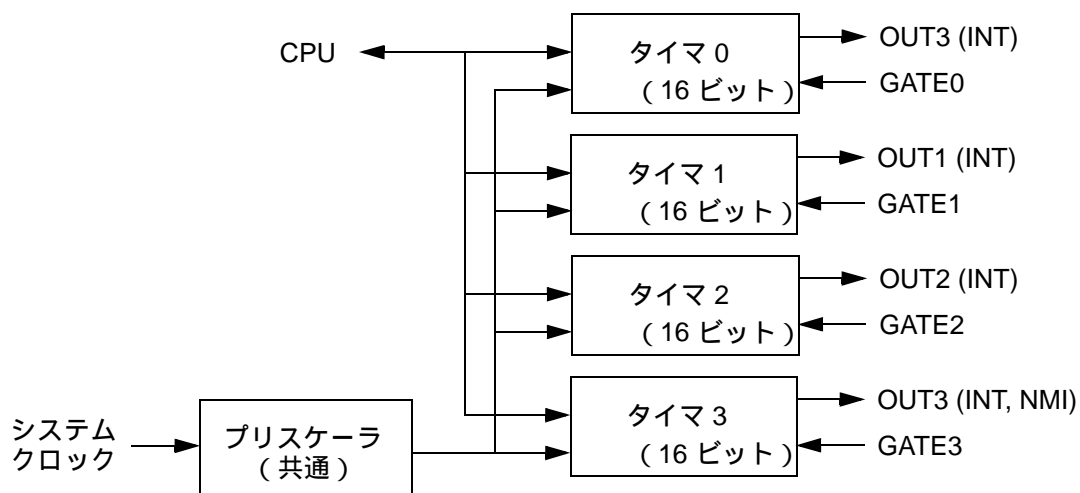 CPU
タイマ 0
( 16 ビット )
OUT3 (INT)
GATE0
タイマ 1
( 16 ビット )
OUT1 (INT)
GATE1
タイマ 2
( 16 ビット )
OUT2 (INT)
GATE2
タイマ 3
( 16 ビット )
OUT3 (INT, NMI)
GATE3
システム
クロック
プリスケーラ
( 共通 )